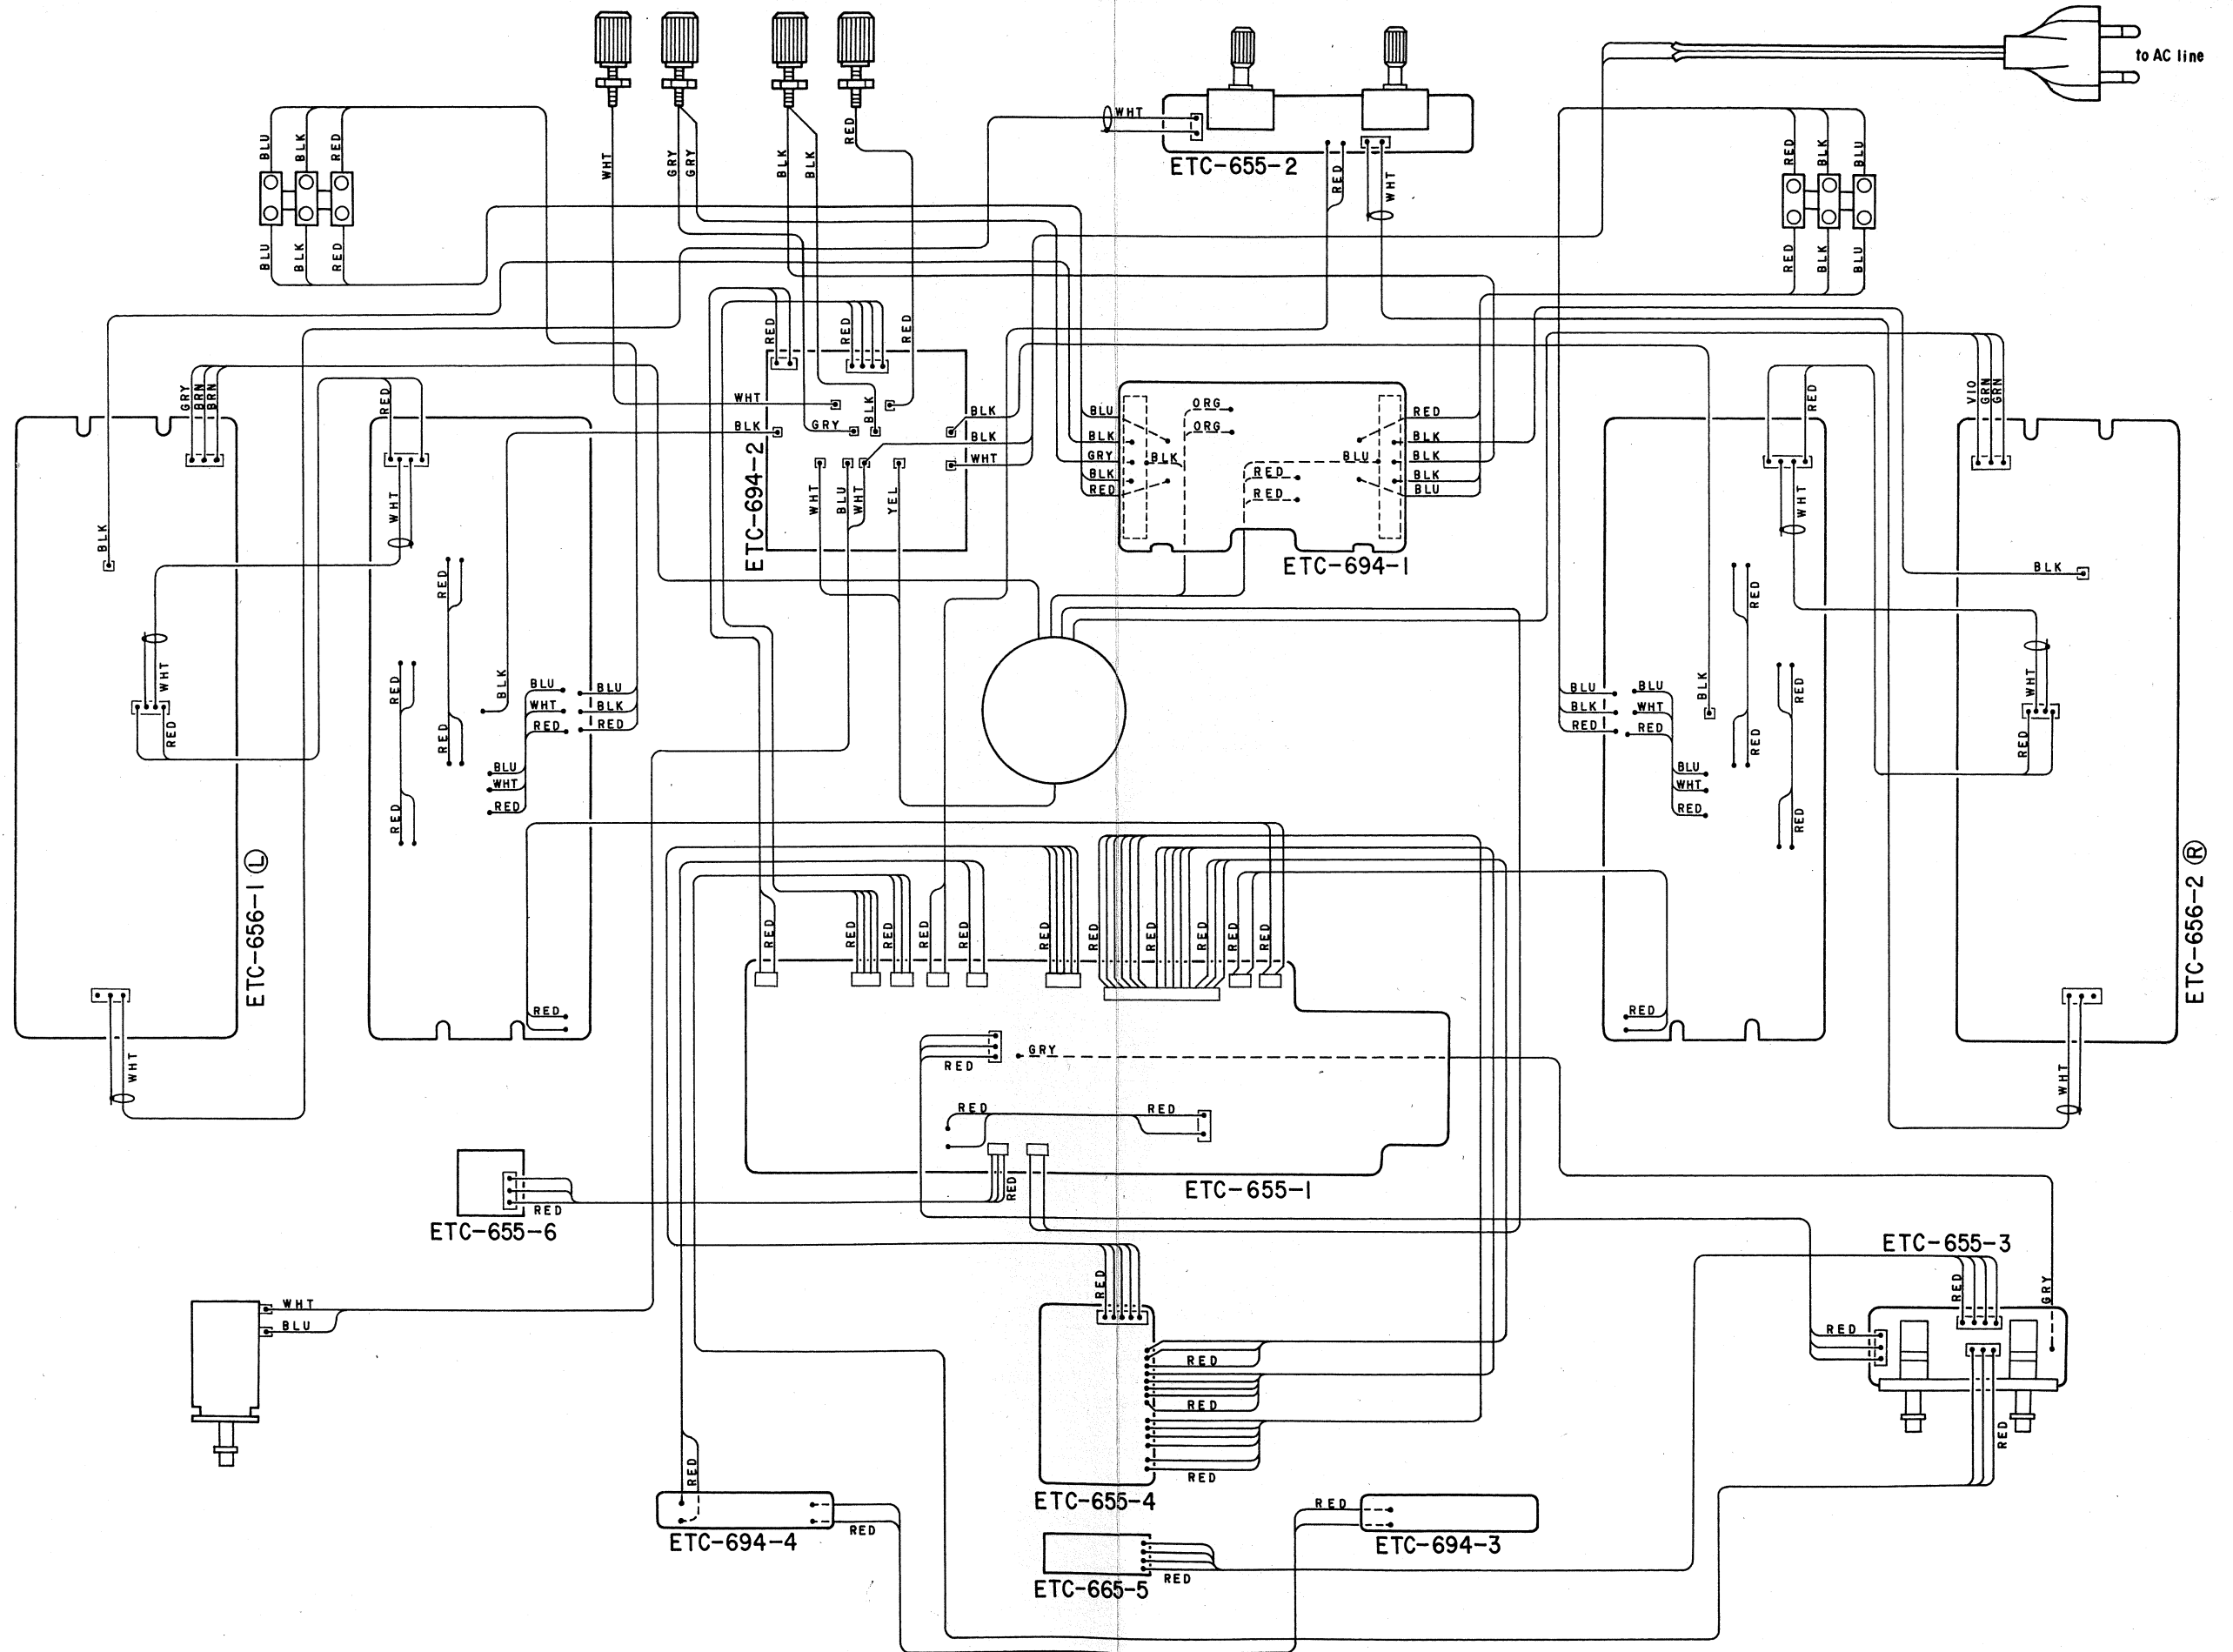 to AC line
WHT
BLU
BLK
RED
WHT
GRY
GRY
BLK
BLK
RED
ETC-655-2
RED
WHT
RED
BLK
BLU
BLU
BLK
RED
RED
BLK
BLU
RED
RED
RED
GRY
BRN
BRN
RED
WHT
BLK
GRY
BLK
BLK
BLK
WHT
WHT
BLU
WHT
YEL
ETC-694-2
BLU
BLK
GRY
BLK
RED
BLK
ORG
ORG
RED
RED
BLU
RED
BLK
BLK
BLK
BLU
ETC-694-1
RED
VIO
GRN
GRN
BLK
WHT
WHT
BLK
WHT
RED
RED
RED
RED
RED
BLK
BLU
WHT
RED
BLU
BLK
RED
BLU
WHT
RED
BLU
BLK
RED
BLU
WHT
RED
BLU
WHT
RED
BLK
RED
RED
RED
RED
WHT
RED
ETC-656-1 L
ETC-656-2 R
RED
RED
RED
RED
RED
RED
RED
RED
RED
RED
RED
RED
RED
WHT
WHT
RED
GRY
RED
RED
RED
ETC-655-1
RED
ETC-655-6
WHT
BLU
RED
RED
RED
RED
ETC-655-4
ETC-655-3
RED
GRY
RED
RED
RED
RED
ETC-694-4
RED
ETC-694-3
RED
ETC-665-5